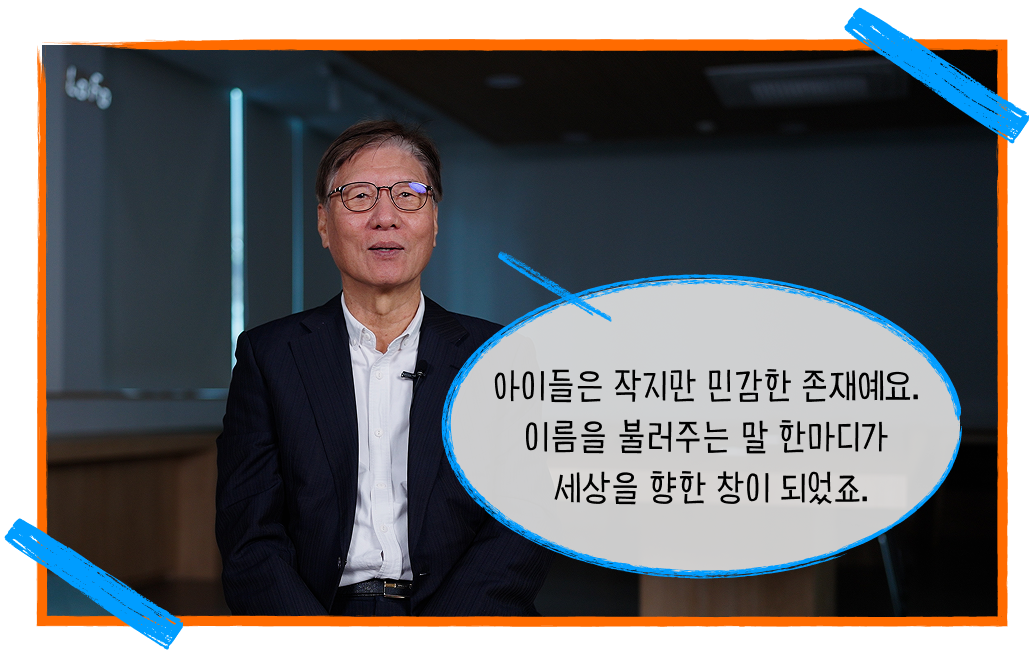 아이들은 작지만 민감한 존재예요.
이름을 불러주는 말 한마디가
세상을 향한 창이 되었죠.